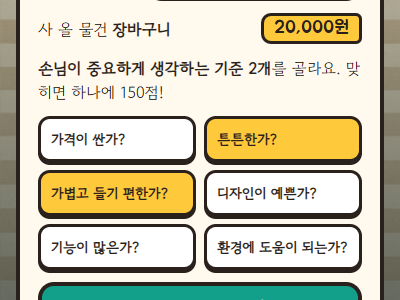 사 올 물건 장바구니
20,000원
손님이 중요하게 생각하는 기준 2개를 골라요. 맞
히면 하나에 150점!
가격이 싼가?
튼튼한가?
가볍고 들기 편한가?
디자인이 예쁜가?
기능이 많은가?
환경에 도움이 되는가?